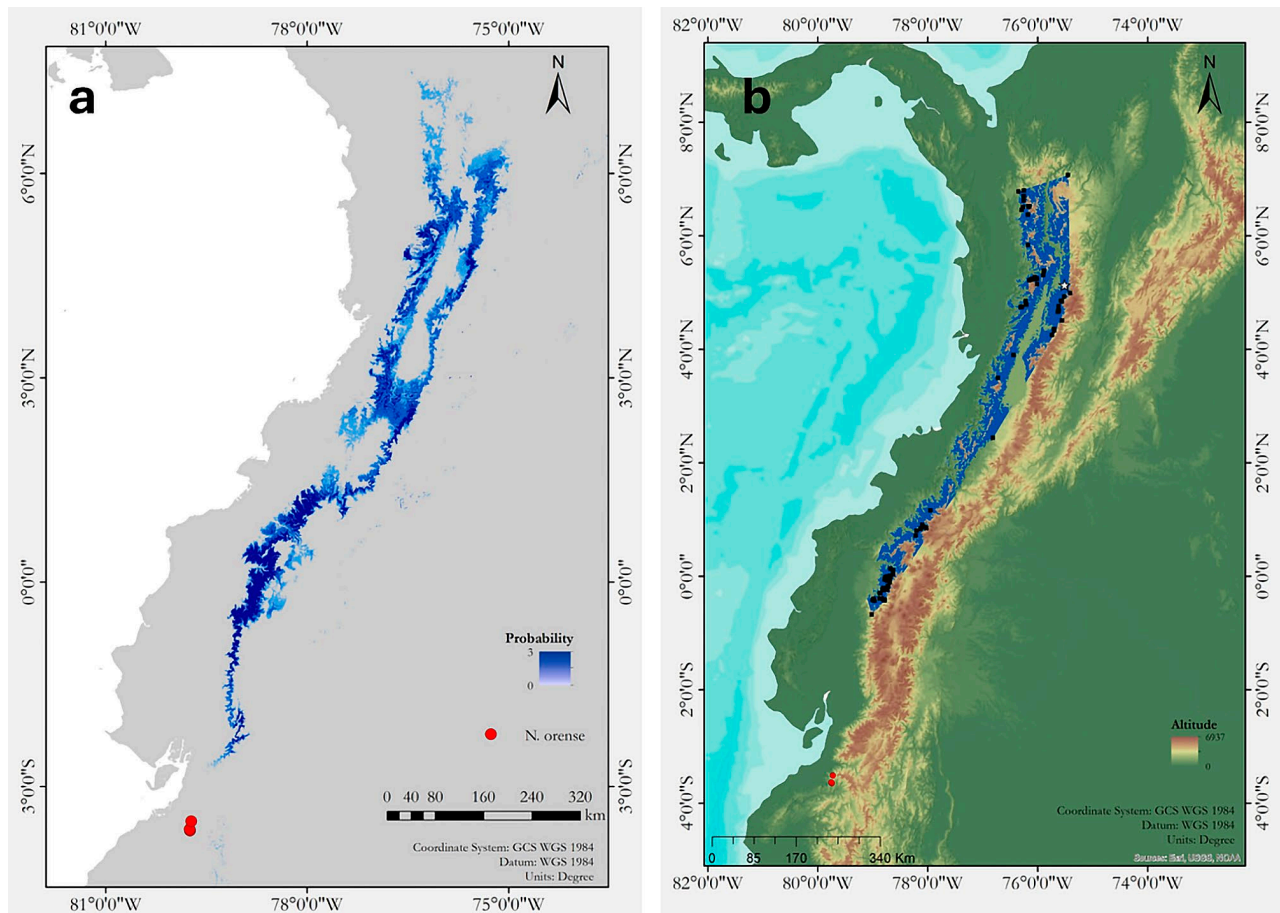 81°0'0"W 78°0'0"W 75°0'0"W
a
N
6°0'0"N
3°0'0"N
0°0'0"
3°0'0"S
6°0'0"N
3°0'0"N
0°0'0"
3°0'0"S
Probability
3
0
N. orense
0 40 80 160 240 320
km
Coordinate System: GCS WGS 1984
Datum: WGS 1984
Units: Degree
81°0'0"W 78°0'0"W 75°0'0"W
82°0'0"W 80°0'0"W 78°0'0"W 76°0'0"W 74°0'0"W
b
N
8°0'0"N
6°0'0"N
4°0'0"N
2°0'0"N
0°0'0"
2°0'0"S
4°0'0"S
8°0'0"N
6°0'0"N
4°0'0"N
2°0'0"N
0°0'0"
2°0'0"S
4°0'0"S
Altitude
6937
0
Coordinate System: GCS WGS 1984
Datum: WGS 1984
Units: Degree
0 85 170 340 Km
Sources: Esri, USGS, NOAA
82°0'0"W 80°0'0"W 78°0'0"W 76°0'0"W 74°0'0"W